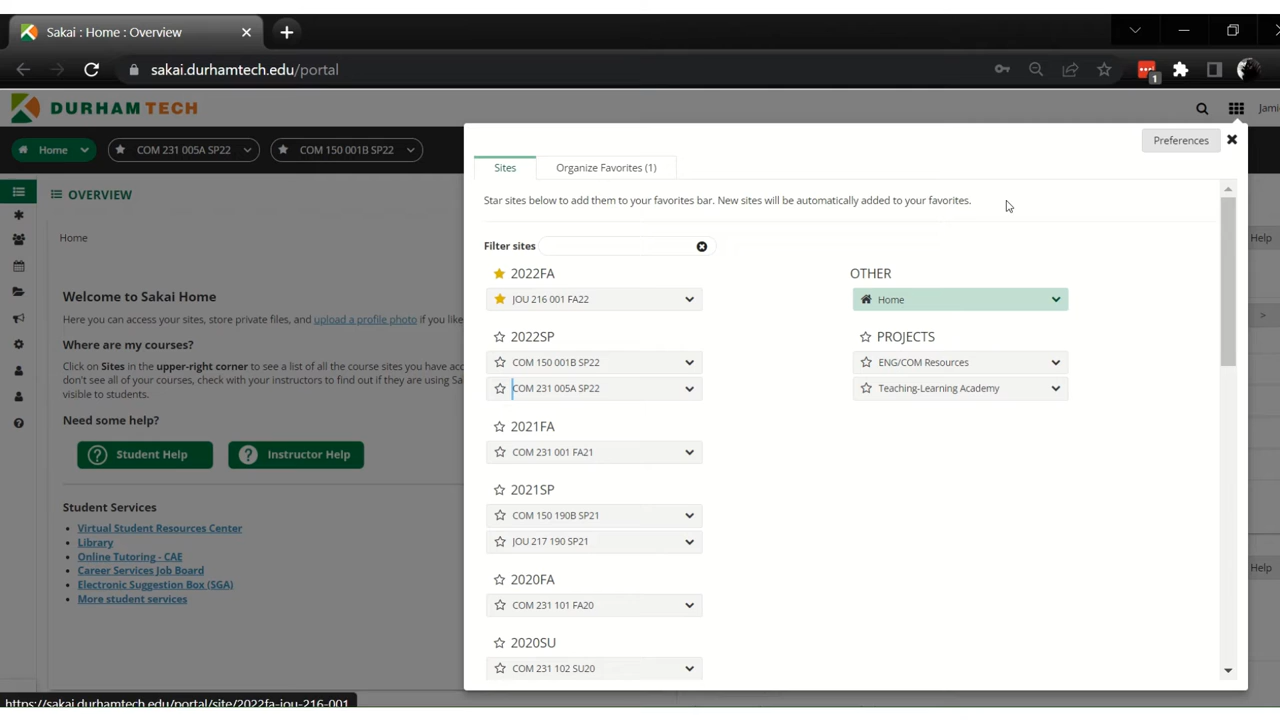 Sakai : Home : Overview
sakai.durhamtech.edu/portal
1
DURHAM TECH
Jami
Home
COM 231 005A SP22
COM 150 001B SP22
Preferences
Sites
Organize Favorites (1)
OVERVIEW
Star sites below to add them to your favorites bar. New sites will be automatically added to your favorites.
Home
Help
Filter sites
2022FA
OTHER
JOU 216 001 FA22
Home
Welcome to Sakai Home
Here you can access your sites, store private files, and upload a profile photo if you like
2022SP
PROJECTS
Where are my courses?
COM 150 001B SP22
ENG/COM Resources
Click on Sites in the upper-right corner to see a list of all the course sites you have acc
don't see all of your courses, check with your instructors to find out if they are using Sa
visible to students.
COM 231 005A SP22
Teaching-Learning Academy
Need some help?
2021FA
Student Help
Instructor Help
COM 231 001 FA21
2021SP
Student Services
COM 150 190B SP21
Virtual Student Resources Center
Library
JOU 217 190 SP21
Online Tutoring - CAE
Career Services Job Board
Help
2020FA
Electronic Suggestion Box (SGA)
More student services
COM 231 101 FA20
2020SU
COM 231 102 SU20
https://sakai.durhamtech.edu/portal/site/2022fa-jou-216-001